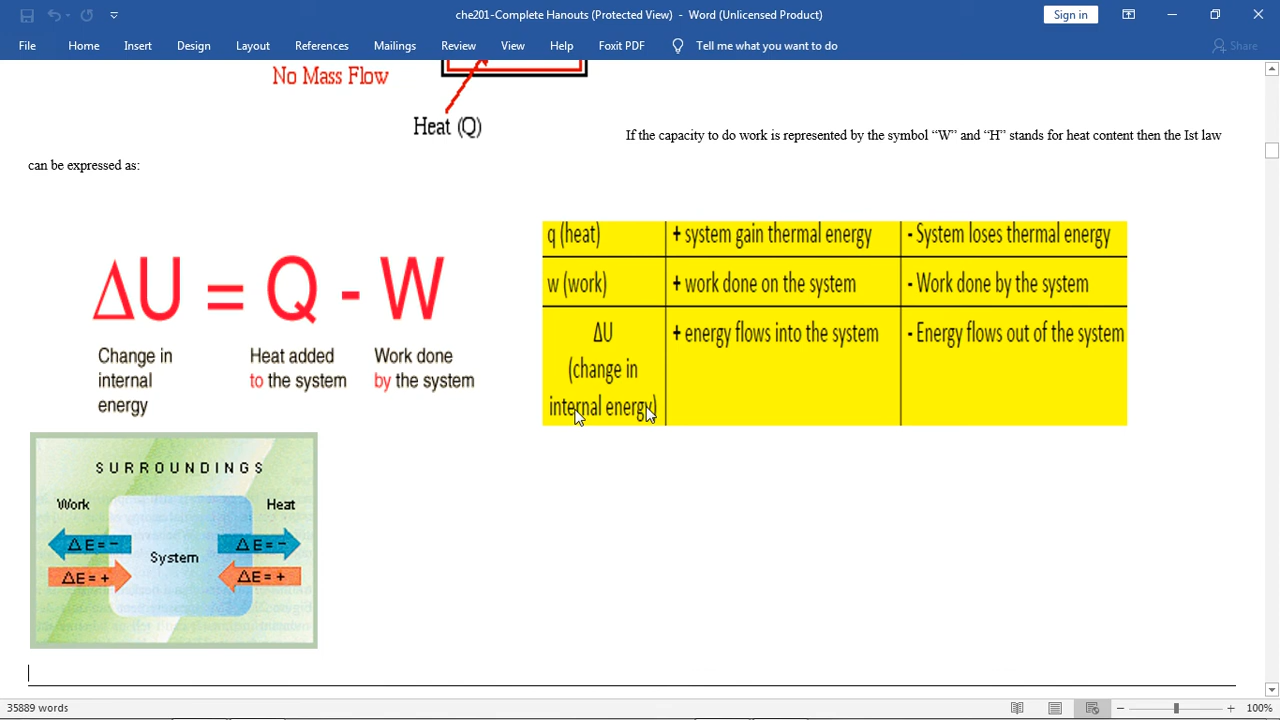 che201-Complete Hanouts (Protected View) - Word (Unlicensed Product)
Sign in
File Home Insert Design Layout References Mailings Review View Help Foxit PDF Tell me what you want to do Share
No Mass Flow
Heat (Q)
If the capacity to do work is represented by the symbol “W” and “H” stands for heat content then the Ist law
can be expressed as:
ΔU = Q - W
Change in
internal
energy
Heat added
to the system
Work done
by the system
q (heat) + system gain thermal energy - System loses thermal energy
w (work) + work done on the system - Work done by the system
ΔU + energy flows into the system - Energy flows out of the system
(change in
internal energy)
SURROUNDINGS
Work Heat
ΔE = - ΔE = -
System
ΔE = + ΔE = +
35889 words
100%